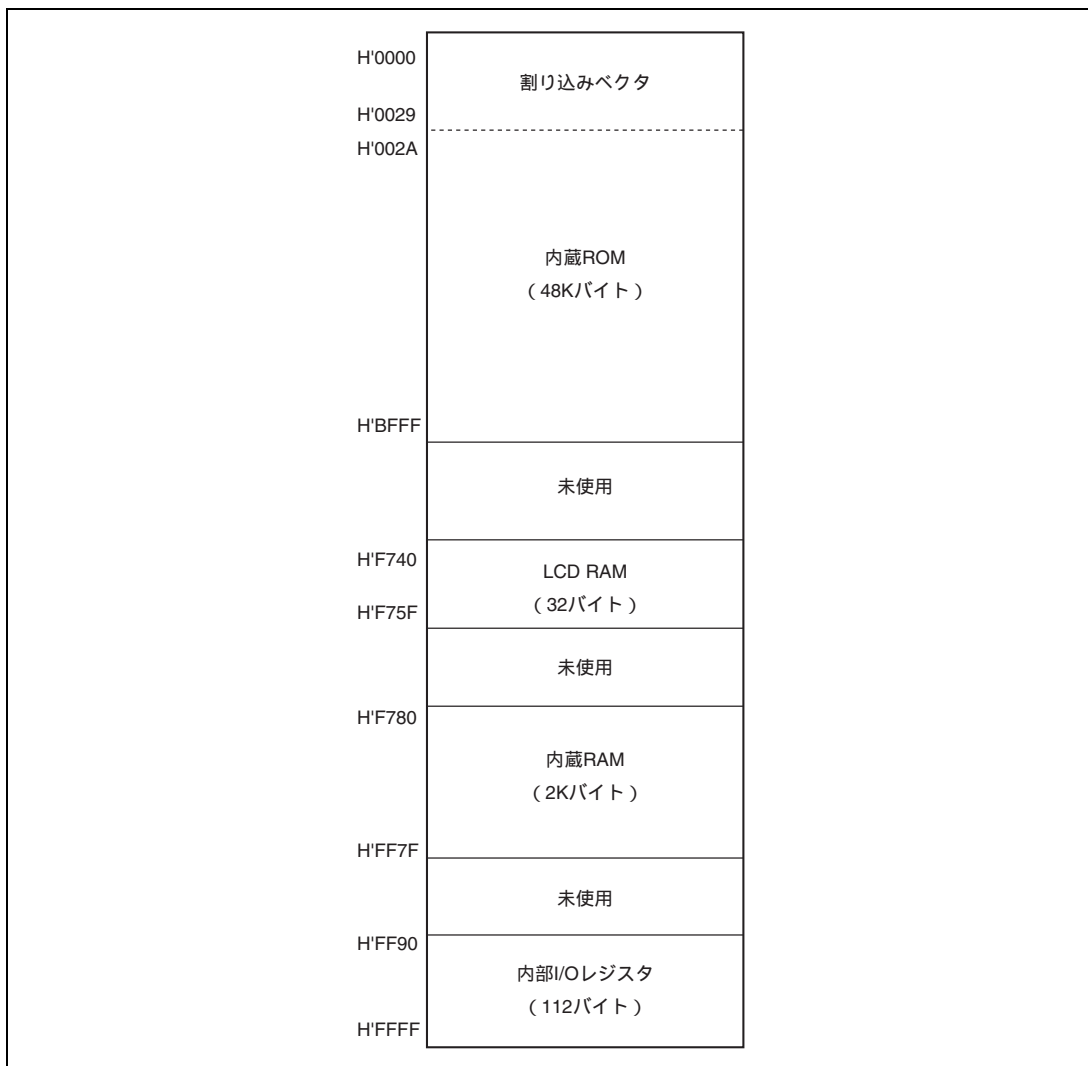 H'0000
割り込みベクタ
H'0029
H'002A
内蔵ROM
（48Kバイト）
H'BFFF
未使用
H'F740
LCD RAM
（32バイト）
H'F75F
未使用
H'F780
内蔵RAM
（2Kバイト）
H'FF7F
未使用
H'FF90
内部I/Oレジスタ
（112バイト）
H'FFFF